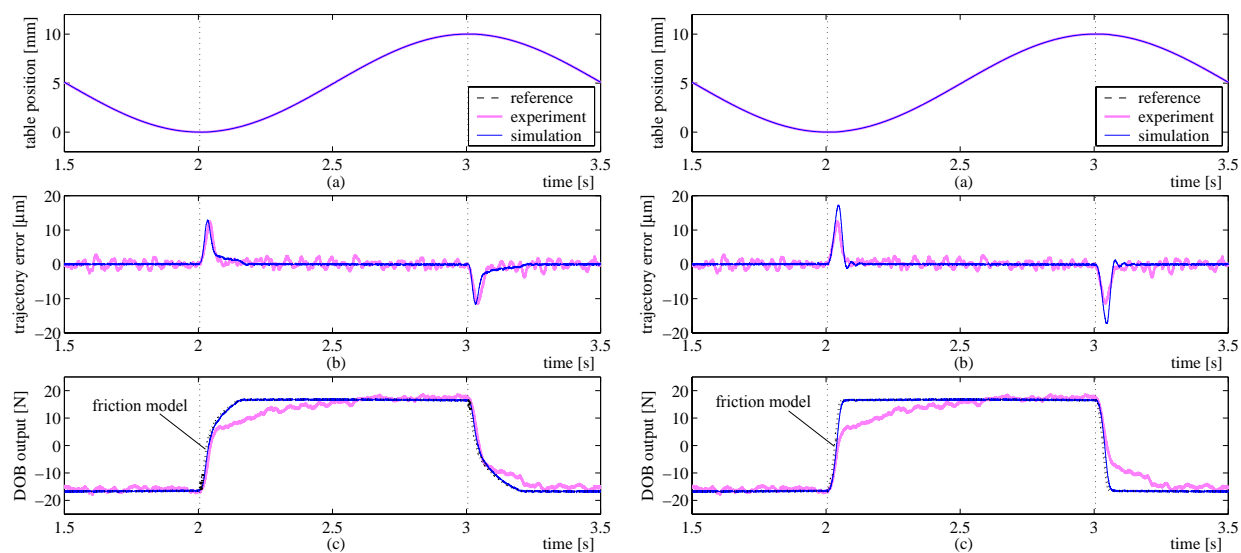 table position [mm]
10
5
0
reference
experiment
simulation
1.5 2 2.5 3 3.5
(a) time [s]
trajectory error [µm]
20
10
0
−10
−20
1.5 2 2.5 3 3.5
(b) time [s]
DOB output [N]
20
10
0
−10
−20
friction model
1.5 2 2.5 3 3.5
(c) time [s]
table position [mm]
10
5
0
reference
experiment
simulation
1.5 2 2.5 3 3.5
(a) time [s]
trajectory error [µm]
20
10
0
−10
−20
1.5 2 2.5 3 3.5
(b) time [s]
DOB output [N]
20
10
0
−10
−20
friction model
1.5 2 2.5 3 3.5
(c) time [s]